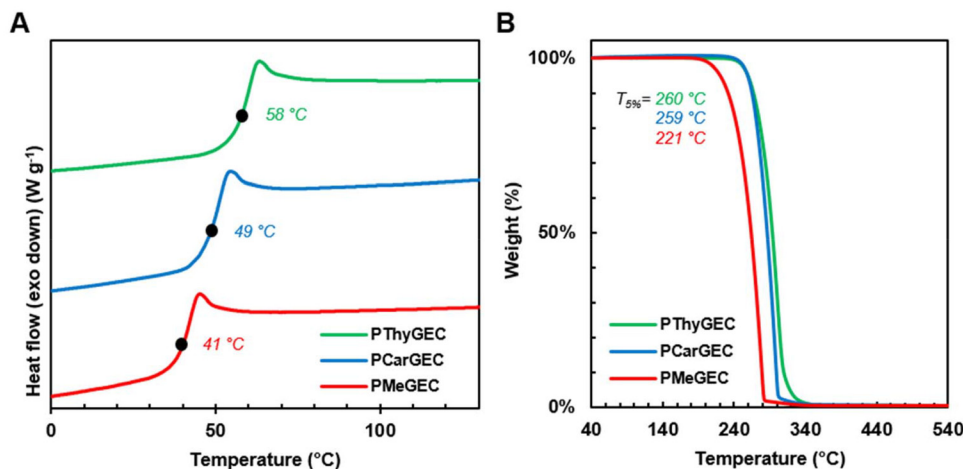 A
Heat flow (exo down) (W g⁻¹)
58 °C
49 °C
41 °C
PThyGEC
PCarGEC
PMeGEC
0
50
100
Temperature (°C)
B
Weight (%)
100%
50%
0%
T5%= 260 °C
259 °C
221 °C
PThyGEC
PCarGEC
PMeGEC
40
140
240
340
440
540
Temperature (°C)